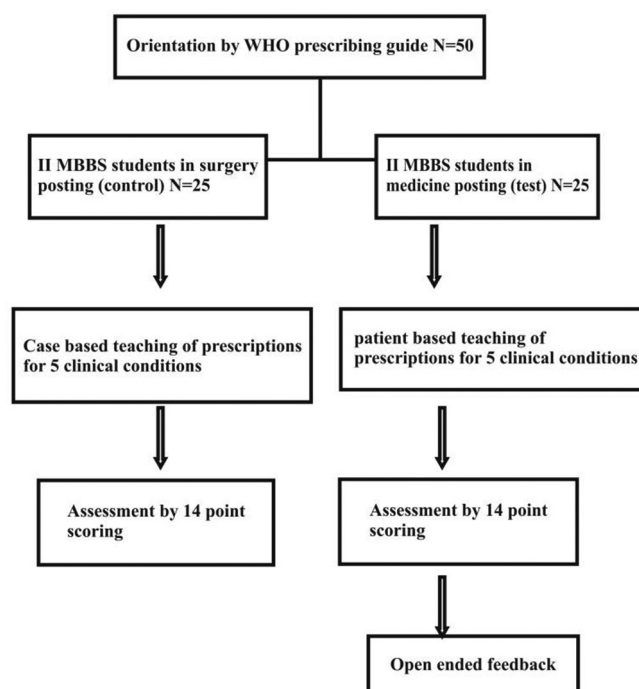 Orientation by WHO prescribing guide N=50
II MBBS students in surgery
posting (control) N=25
II MBBS students in
medicine posting (test) N=25
Case based teaching of prescriptions
for 5 clinical conditions
patient based teaching of
prescriptions for 5 clinical conditions
Assessment by 14 point
scoring
Assessment by 14 point
scoring
Open ended feedback